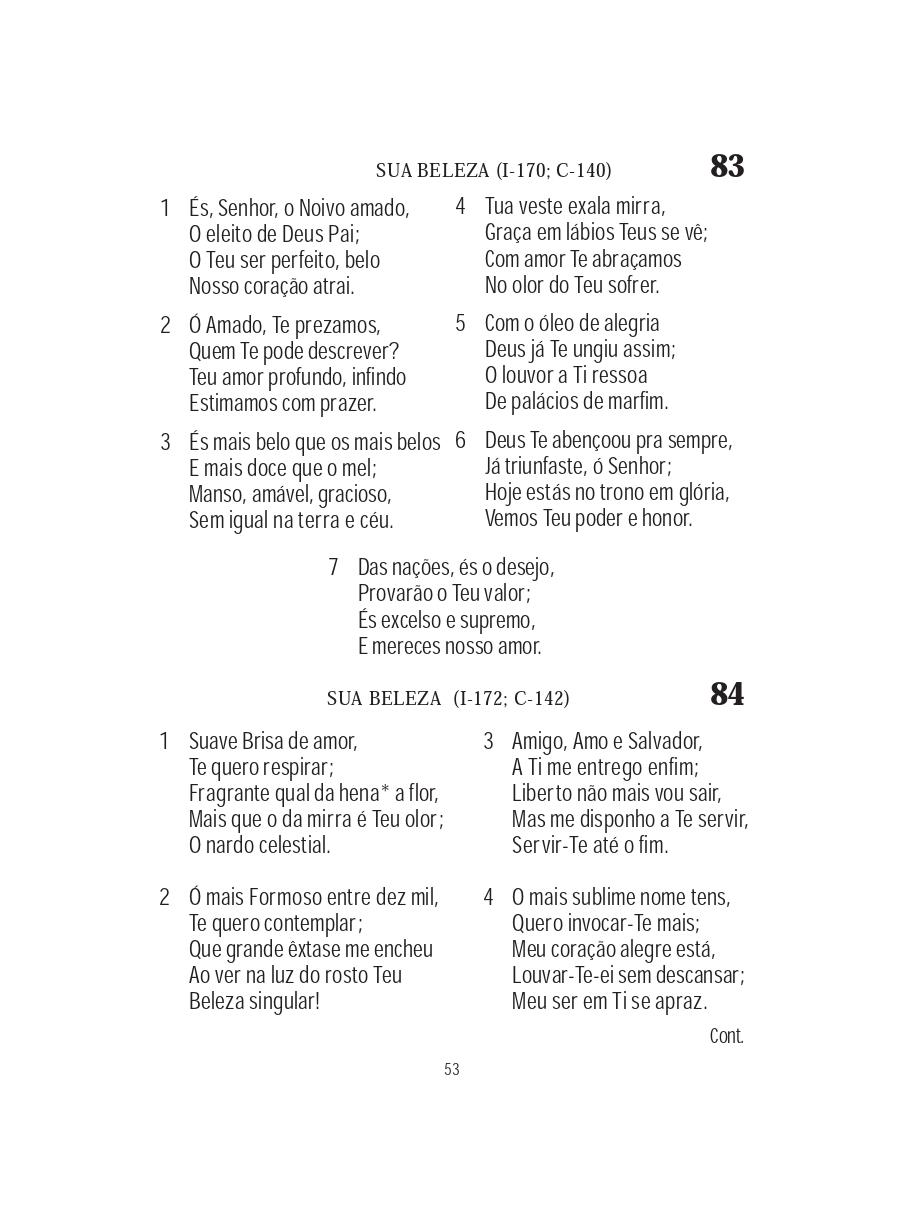 SUA BELEZA (I-170; C-140) 83
1 És, Senhor, o Noivo amado,
O eleito de Deus Pai;
O Teu ser perfeito, belo
Nosso coração atrai.
2 Ó Amado, Te prezamos,
Quem Te pode descrever?
Teu amor profundo, infindo
Estimamos com prazer.
3 És mais belo que os mais belos
E mais doce que o mel;
Manso, amável, gracioso,
Sem igual na terra e céu.
4 Tua veste exala mirra,
Graça em lábios Teus se vê;
Com amor Te abraçamos
No olor do Teu sofrer.
5 Com o óleo de alegria
Deus já Te ungiu assim;
O louvor a Ti ressoa
De palácios de marfim.
6 Deus Te abençoou pra sempre,
Já triunfaste, ó Senhor;
Hoje estás no trono em glória,
Vemos Teu poder e honor.
7 Das nações, és o desejo,
Provarão o Teu valor;
És excelso e supremo,
E mereces nosso amor.
SUA BELEZA (I-172; C-142) 84
1 Suave Brisa de amor,
Te quero respirar;
Fragrante qual da hena* a flor,
Mais que o da mirra é Teu olor;
O nardo celestial.
2 Ó mais Formoso entre dez mil,
Te quero contemplar;
Que grande êxtase me encheu
Ao ver na luz do rosto Teu
Beleza singular!
3 Amigo, Amo e Salvador,
A Ti me entrego enfim;
Liberto não mais vou sair,
Mas me disponho a Te servir,
Servir-Te até o fim.
4 O mais sublime nome tens,
Quero invocar-Te mais;
Meu coração alegre está,
Louvar-Te-ei sem descansar;
Meu ser em Ti se apraz.
Cont.
53